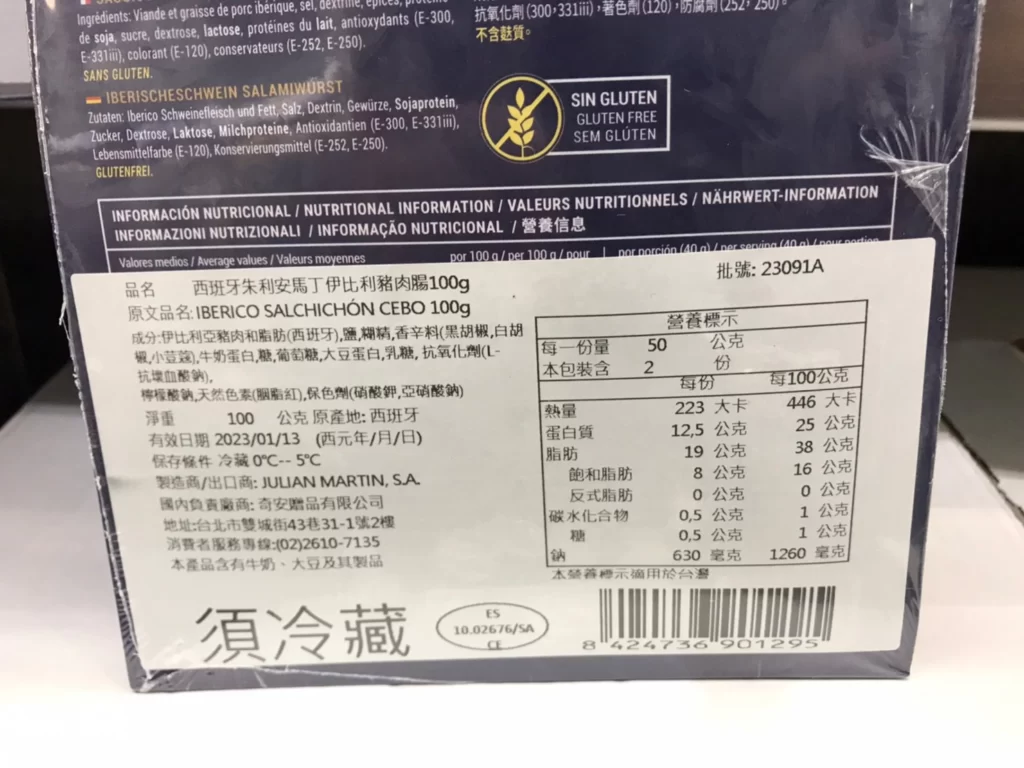 Ingrédients: Viande et graisse de porc ibérique, sel, dextrine, épices,
de soja, sucre, dextrose, lactose, protéines du lait, antioxydants (E-300,
E-331iii), colorant (E-120), conservateurs (E-252, E-250).
SANS GLUTEN.
IBERISCHESCHWEIN SALAMIWÜRST
Zutaten: Iberico Schweinefleisch und Fett, Salz, Dextrin, Gewürze, Sojaprotein,
Zucker, Dextrose, Laktose, Milchproteine, Antioxidantien (E-300, E-331iii),
Lebensmittelfarbe (E-120), Konservierungsmittel (E-252, E-250).
GLUTENFREI.
抗氧化劑(300,331iii),著色劑(120),防腐劑(252, 250)。
不含麩質。
SIN GLUTEN
GLUTEN FREE
SEM GLÚTEN
INFORMACIÓN NUTRICIONAL / NUTRITIONAL INFORMATION / VALEURS NUTRITIONNELS / NÄHRWERT-INFORMATION
INFORMAZIONI NUTRIZIONALI / INFORMAÇÃO NUTRICIONAL / 營養信息
Valores medios / Average values / Valeurs moyennes por 100 g / per 100 g / pour por porción (40 g) / per serving (40 g) / pour portion
品名 西班牙朱利安馬丁伊比利豬肉腸100g
原文品名: IBERICO SALCHICHÓN CEBO 100g
成分:伊比利亞豬肉和脂肪(西班牙),鹽,糊精,香辛料(黑胡椒,白胡
椒,小荳蔻),牛奶蛋白,糖,葡萄糖,大豆蛋白,乳糖, 抗氧化劑(L-
抗壞血酸鈉),
檸檬酸鈉,天然色素(胭脂紅),保色劑(硝酸鉀,亞硝酸鈉)
淨重 100 公克 原產地: 西班牙
有效日期 2023/01/13 (西元年/月/日)
保存條件 冷藏 0°C-- 5°C
製造商/出口商: JULIAN MARTIN, S.A.
國內負責廠商: 奇安贈品有限公司
地址:台北市雙城街43巷31-1號2樓
消費者服務專線:(02)2610-7135
本產品含有牛奶、大豆及其製品
須冷藏
ES
10.02676/SA
CE
批號: 23091A
營養標示
每一份量 50 公克
本包裝含 2 份
每份 每100公克
熱量 223 大卡 446 大卡
蛋白質 12,5 公克 25 公克
脂肪 19 公克 38 公克
飽和脂肪 8 公克 16 公克
反式脂肪 0 公克 0 公克
碳水化合物 0,5 公克 1 公克
糖 0,5 公克 1 公克
鈉 630 毫克 1260 毫克
本營養標示適用於台灣
8 424736 901295